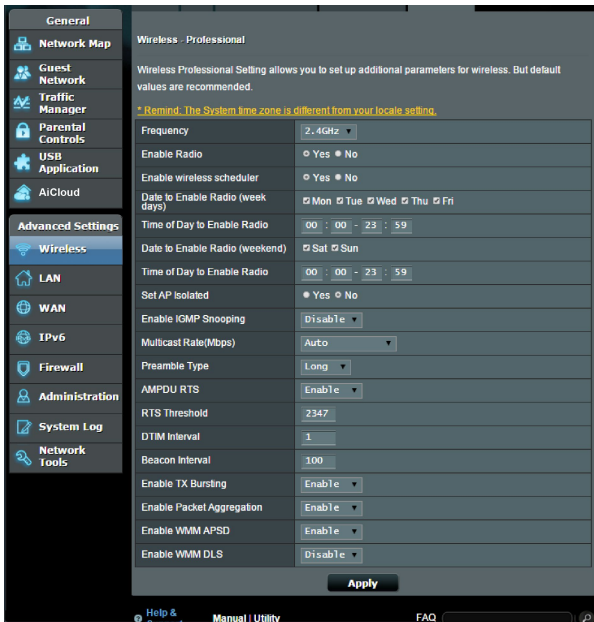 General
Network Map
Guest
Network
Traffic
Manager
Parental
Controls
USB
Application
AiCloud
Advanced Settings
Wireless
LAN
WAN
IPv6
Firewall
Administration
System Log
Network
Tools
Wireless - Professional
Wireless Professional Setting allows you to set up additional parameters for wireless. But default
values are recommended.
* Remind: The System time zone is different from your locale setting.
Frequency 2.4GHz
Enable Radio Yes No
Enable wireless scheduler Yes No
Date to Enable Radio (week
days) Mon Tue Wed Thu Fri
Time of Day to Enable Radio 00 : 00 - 23 : 59
Date to Enable Radio (weekend) Sat Sun
Time of Day to Enable Radio 00 : 00 - 23 : 59
Set AP Isolated Yes No
Enable IGMP Snooping Disable
Multicast Rate(Mbps) Auto
Preamble Type Long
AMPDU RTS Enable
RTS Threshold 2347
DTIM Interval 1
Beacon Interval 100
Enable TX Bursting Enable
Enable Packet Aggregation Enable
Enable WMM APSD Enable
Enable WMM DLS Disable
Apply
Help &
Manual | Utility FAQ